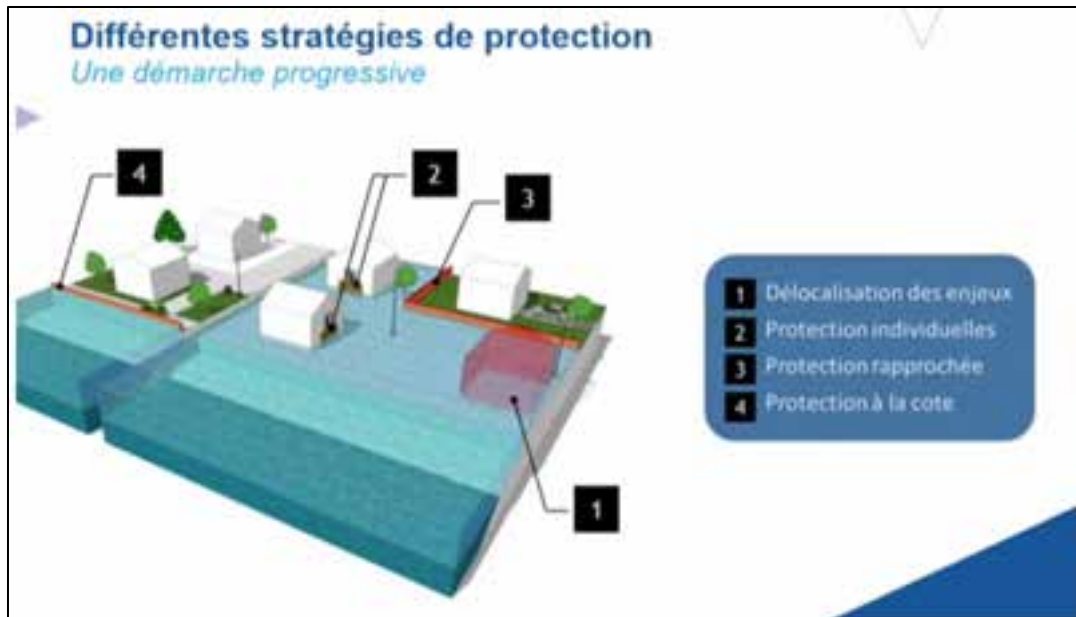 Différentes stratégies de protection
Une démarche progressive
4
2
3
1 Délocalisation des enjeux
2 Protection individuelles
3 Protection rapprochée
4 Protection à la cote
1